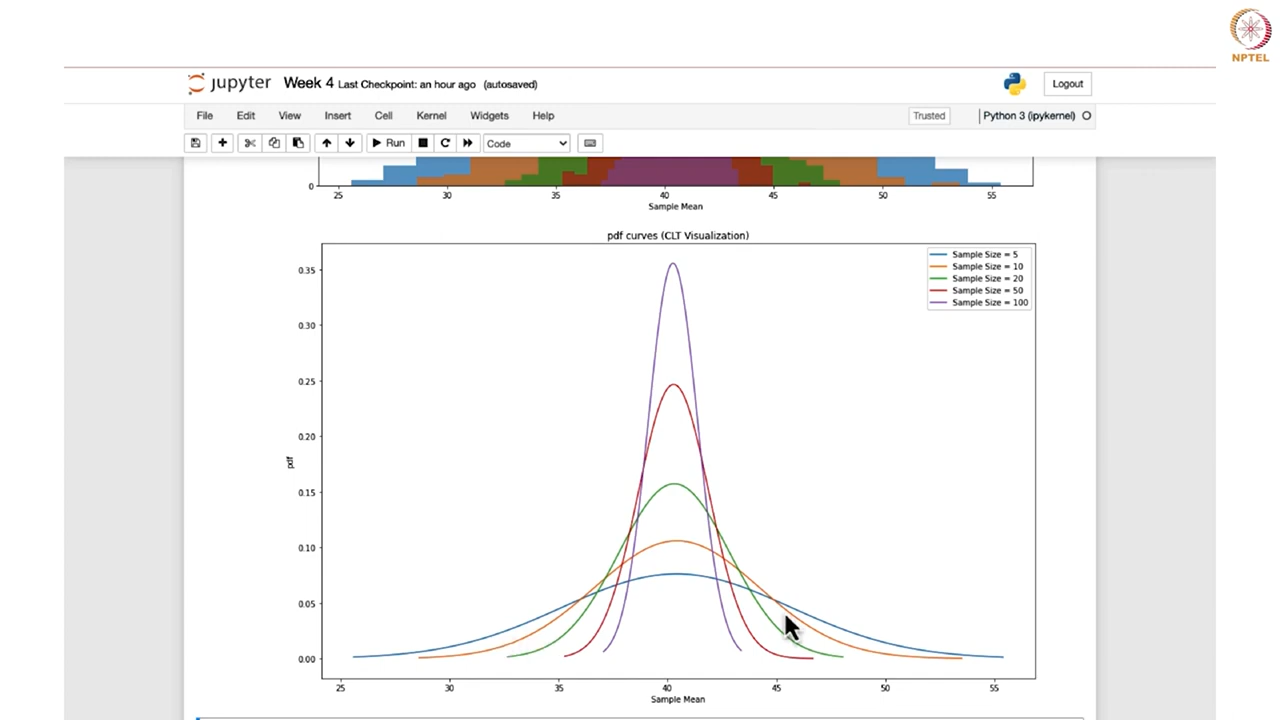 NPTEL
jupyter Week 4 Last Checkpoint: an hour ago (autosaved)
Logout
File Edit View Insert Cell Kernel Widgets Help
Trusted
Python 3 (ipykernel)
Run
Code
0
25 30 35 40 45 50 55
Sample Mean
pdf curves (CLT Visualization)
Sample Size = 5
Sample Size = 10
Sample Size = 20
Sample Size = 50
Sample Size = 100
0.35
0.30
0.25
0.20
0.15
0.10
0.05
0.00
pdf
25 30 35 40 45 50 55
Sample Mean